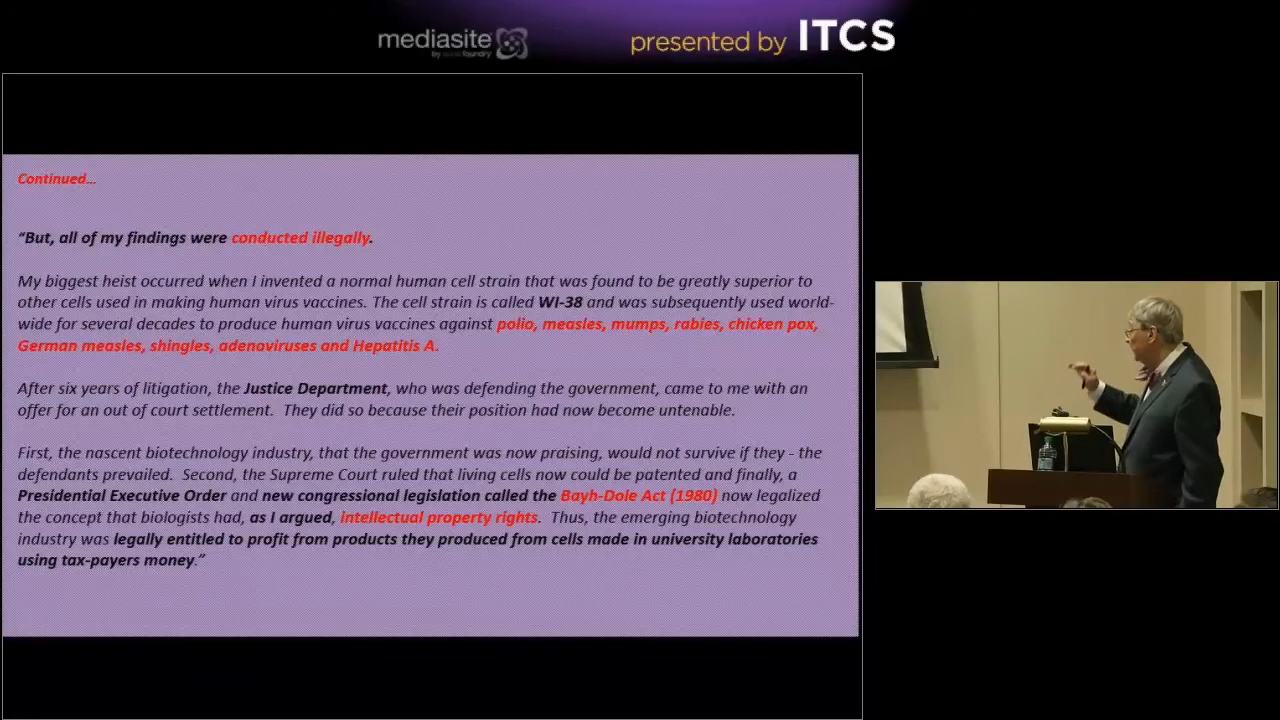 mediasite
presented by ITCS
Continued...
"But, all of my findings were conducted illegally.
My biggest heist occurred when I invented a normal human cell strain that was found to be greatly superior to
other cells used in making human virus vaccines. The cell strain is called WI-38 and was subsequently used world-
wide for several decades to produce human virus vaccines against polio, measles, mumps, rabies, chicken pox,
German measles, shingles, adenoviruses and Hepatitis A.
After six years of litigation, the Justice Department, who was defending the government, came to me with an
offer for an out of court settlement. They did so because their position had now become untenable.
First, the nascent biotechnology industry, that the government was now praising, would not survive if they - the
defendants prevailed. Second, the Supreme Court ruled that living cells now could be patented and finally, a
Presidential Executive Order and new congressional legislation called the Bayh-Dole Act (1980) now legalized
the concept that biologists had, as I argued, intellectual property rights. Thus, the emerging biotechnology
industry was legally entitled to profit from products they produced from cells made in university laboratories
using tax-payers money."